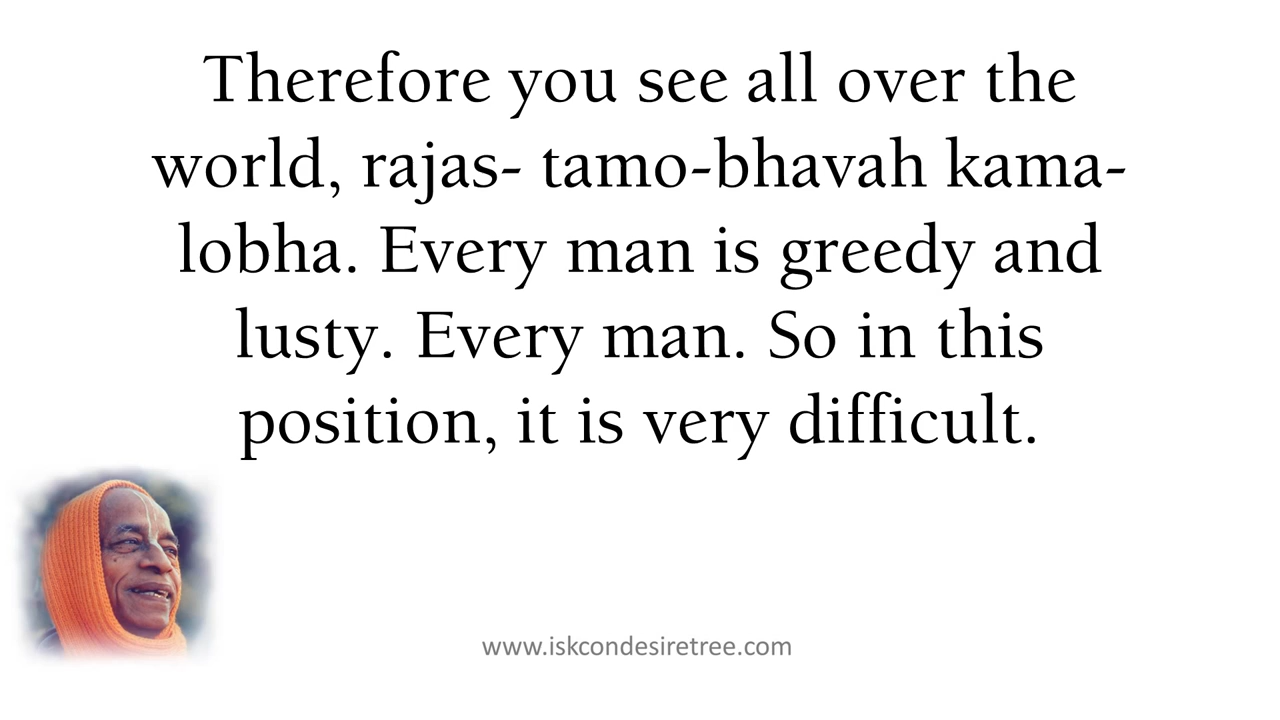 Therefore you see all over the
world, rajas- tamo-bhavah kama-
lobha. Every man is greedy and
lusty. Every man. So in this
position, it is very difficult.
www.iskcondesiretree.com